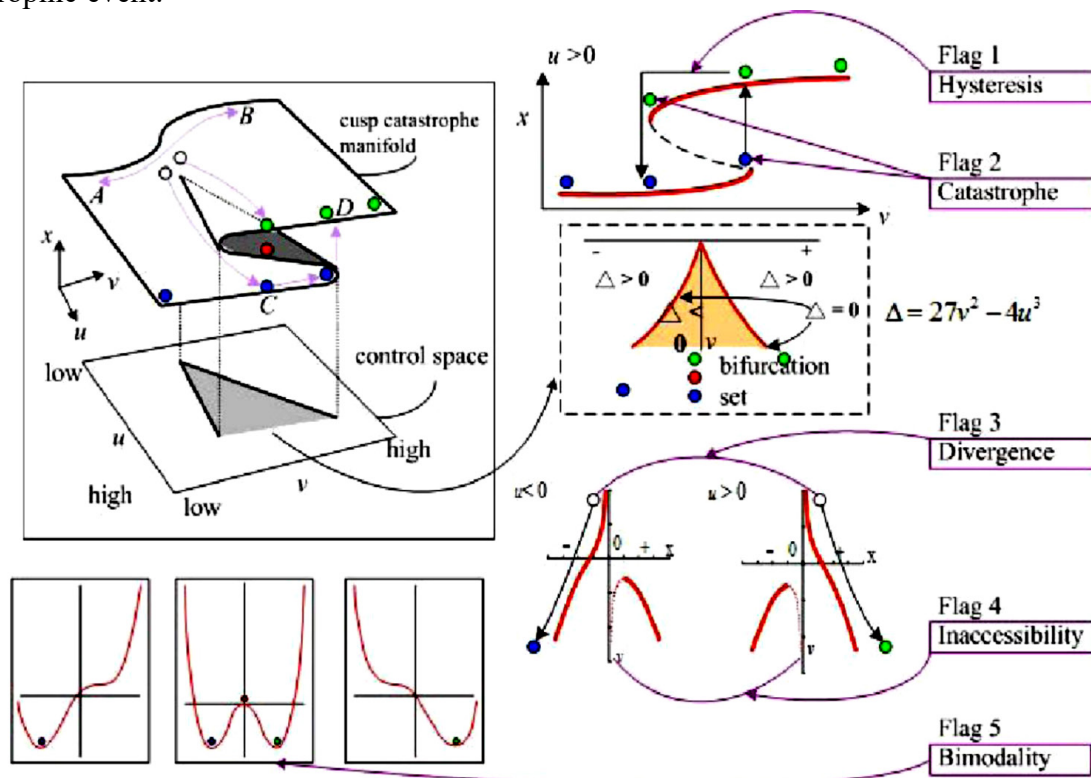 cusp catastrophe
manifold
A
B
C
D
x
v
u
control space
low
u
high
low
v
high
u >0
x
v
Flag 1
Hysteresis
Flag 2
Catastrophe
-
+
△ > 0
△ > 0
△ <
0
△ = 0
v
bifurcation
set
Δ = 27v² − 4u³
Flag 3
Divergence
u<0
u > 0
- 0 + x
- 0 + x
v
v
Flag 4
Inaccessibility
Flag 5
Bimodality